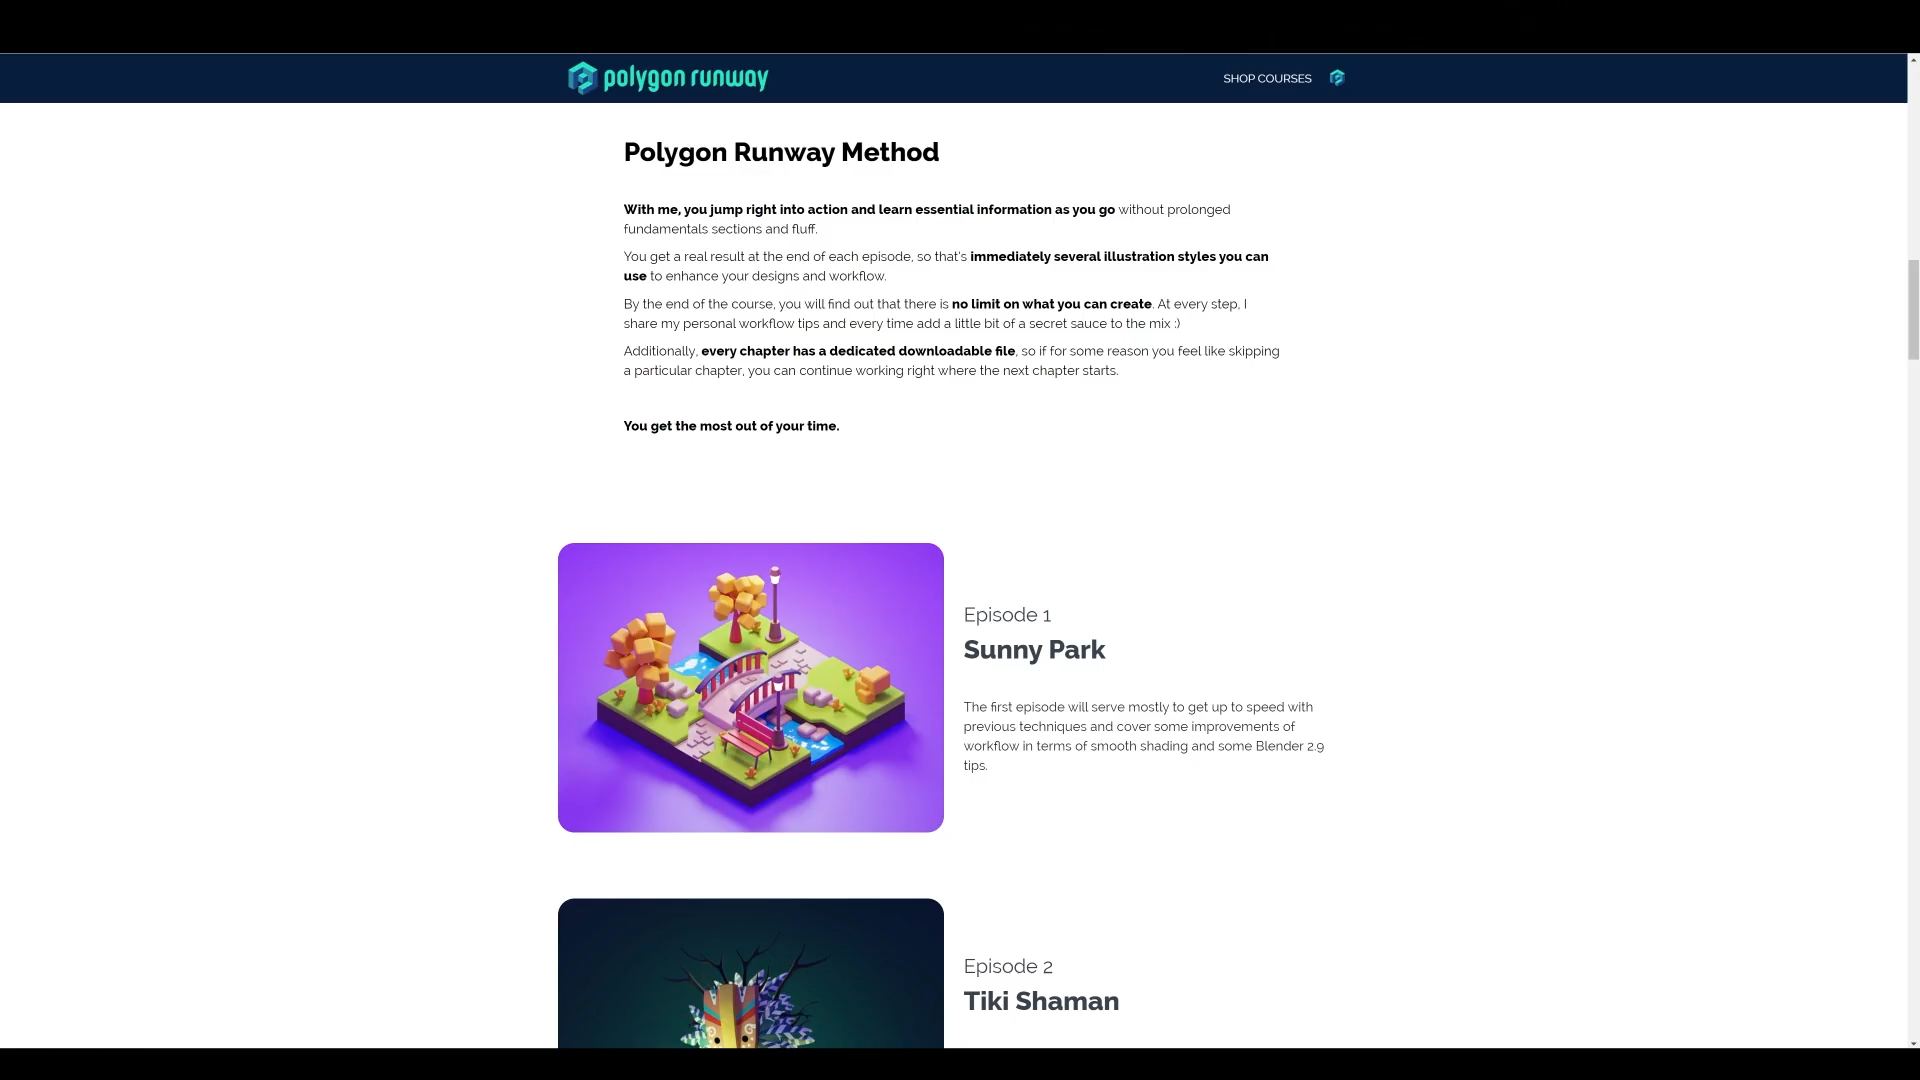 polygon runway
SHOP COURSES
Polygon Runway Method
With me, you jump right into action and learn essential information as you go without prolonged
fundamentals sections and fluff.
You get a real result at the end of each episode, so that's immediately several illustration styles you can
use to enhance your designs and workflow.
By the end of the course, you will find out that there is no limit on what you can create. At every step, I
share my personal workflow tips and every time add a little bit of a secret sauce to the mix :)
Additionally, every chapter has a dedicated downloadable file, so if for some reason you feel like skipping
a particular chapter, you can continue working right where the next chapter starts.
You get the most out of your time.
Episode 1
Sunny Park
The first episode will serve mostly to get up to speed with
previous techniques and cover some improvements of
workflow in terms of smooth shading and some Blender 2.9
tips.
Episode 2
Tiki Shaman